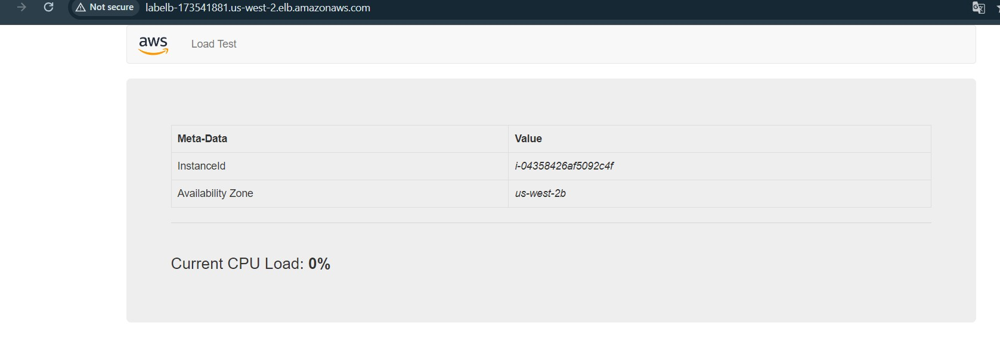 Not secure labelb-173541881.us-west-2.elb.amazonaws.com
aws Load Test
Meta-Data Value
InstanceId i-04358426af5092c4f
Availability Zone us-west-2b
Current CPU Load: 0%